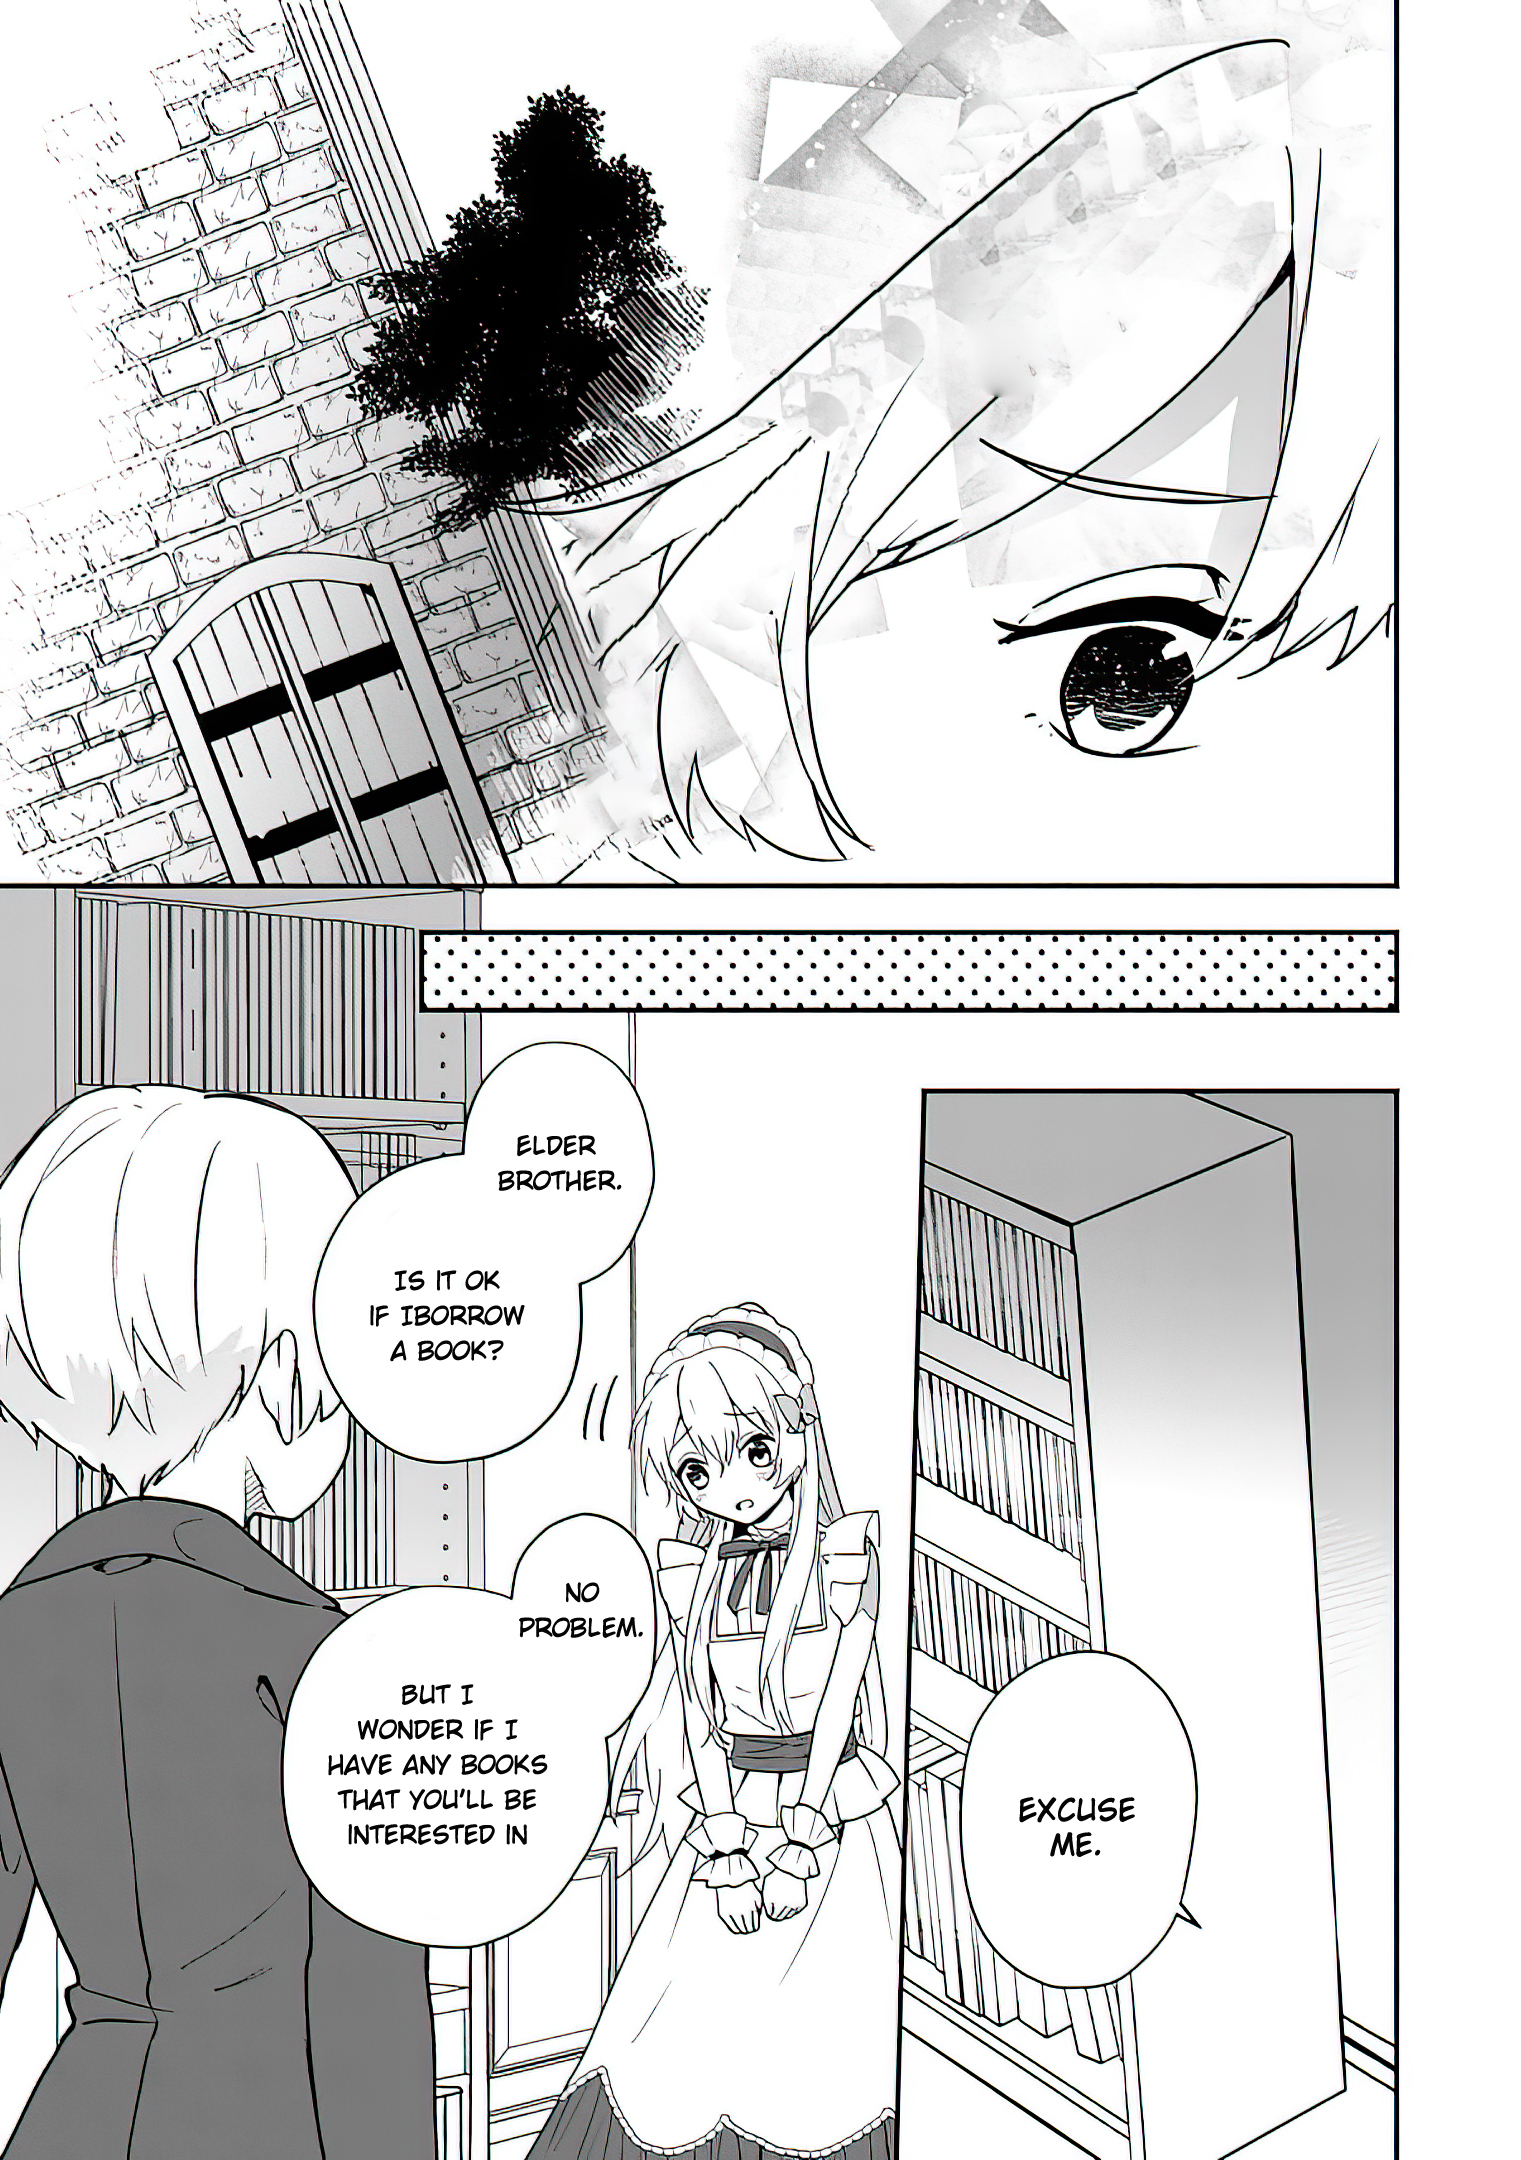 EXCUSE
ME.
ELDER
BROTHER.
IS IT OK
IF IBORROW
A BOOK?
NO
PROBLEM.
BUT I
WONDER IF I
HAVE ANY BOOKS
THAT YOU'LL BE
INTERESTED IN